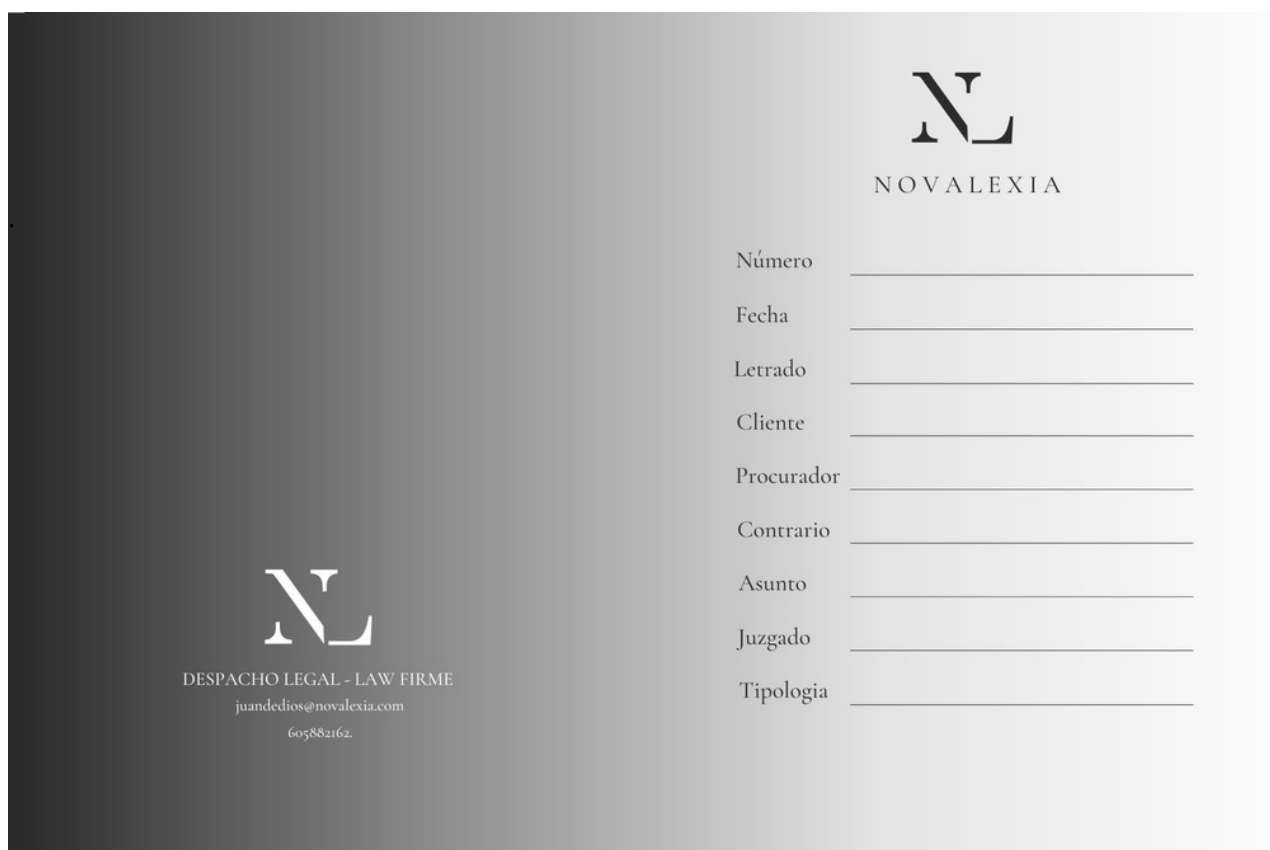 NL
NOVALEXIA
Número
Fecha
Letrado
Cliente
Procurador
Contrario
Asunto
Juzgado
Tipologia
NL
DESPACHO LEGAL - LAW FIRME
juandedios@novalexia.com
605882162.